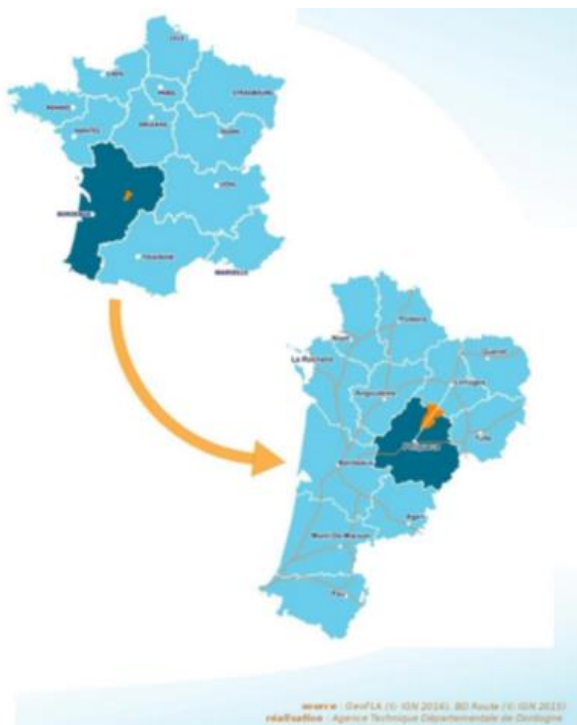 LILLE
CAEN
PARIS
STRASBOURG
RENNES
ORLEANS
NANTES
DIJON
LYON
BORDEAUX
TOULOUSE
MARSEILLE
Poitiers
Niort
Guéret
La Rochelle
Limoges
Angoulême
Tulle
Périgueux
Bordeaux
Agen
Mont-De-Marsan
Pau
source : GeoFLA (© IGN 2016), BD Route (© IGN 2015)
réalisation : Agence Technique Départementale de Dordogne